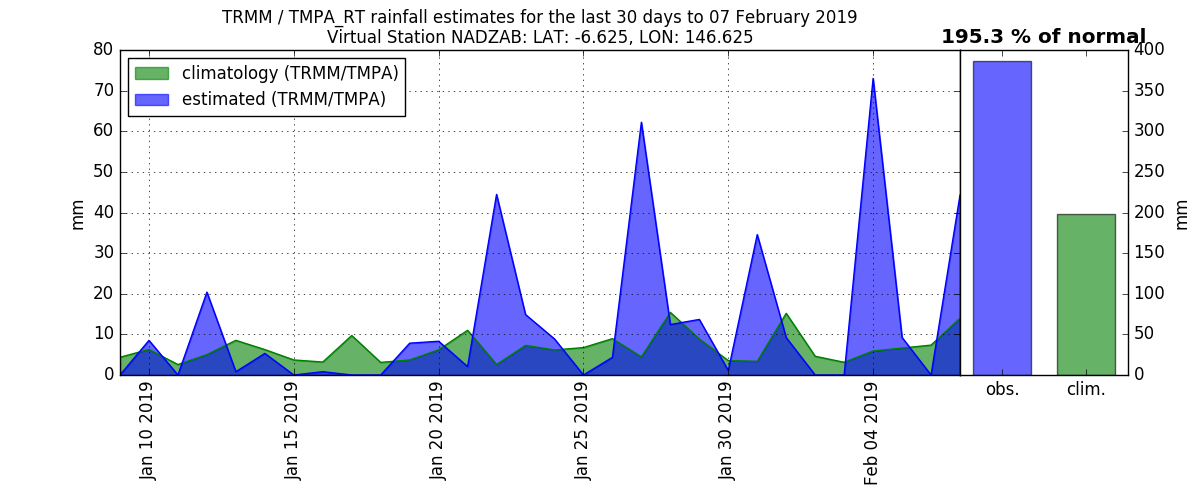 TRMM / TMPA_RT rainfall estimates for the last 30 days to 07 February 2019
Virtual Station NADZAB: LAT: -6.625, LON: 146.625
195.3 % of normal
climatology (TRMM/TMPA)
estimated (TRMM/TMPA)
mm
80
70
60
50
40
30
20
10
0
Jan 10 2019
Jan 15 2019
Jan 20 2019
Jan 25 2019
Jan 30 2019
Feb 04 2019
obs.
clim.
400
350
300
250
200
150
100
50
0
mm